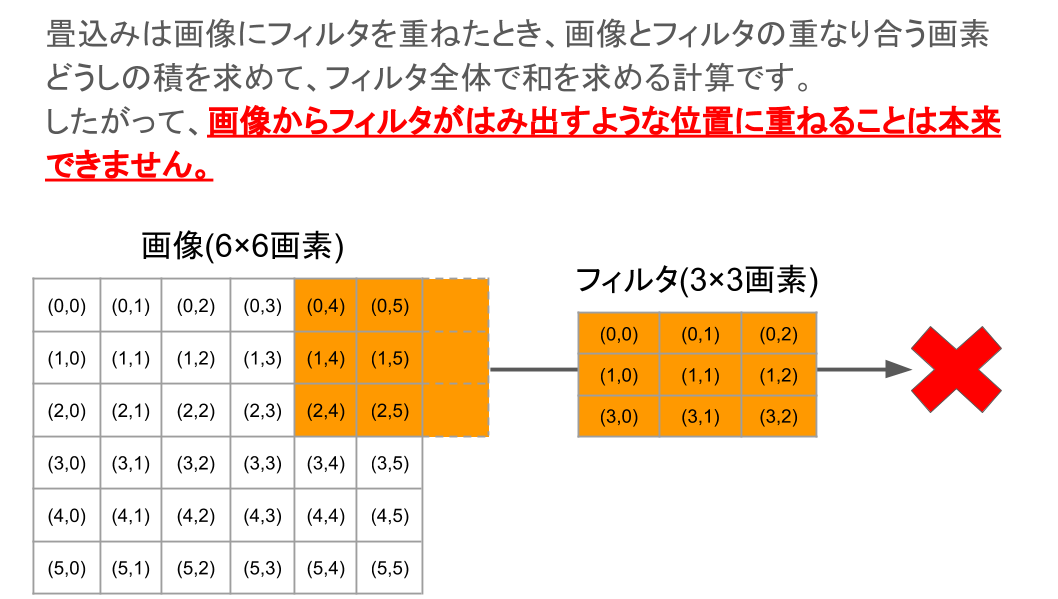 畳込みは画像にフィルタを重ねたとき、画像とフィルタの重なり合う画素
どうしの積を求めて、フィルタ全体で和を求める計算です。
したがって、画像からフィルタがはみ出すような位置に重ねることは本来
できません。
画像(6×6画素)
(0,0) (0,1) (0,2) (0,3) (0,4) (0,5)
(1,0) (1,1) (1,2) (1,3) (1,4) (1,5)
(2,0) (2,1) (2,2) (2,3) (2,4) (2,5)
(3,0) (3,1) (3,2) (3,3) (3,4) (3,5)
(4,0) (4,1) (4,2) (4,3) (4,4) (4,5)
(5,0) (5,1) (5,2) (5,3) (5,4) (5,5)
フィルタ(3×3画素)
(0,0) (0,1) (0,2)
(1,0) (1,1) (1,2)
(3,0) (3,1) (3,2)